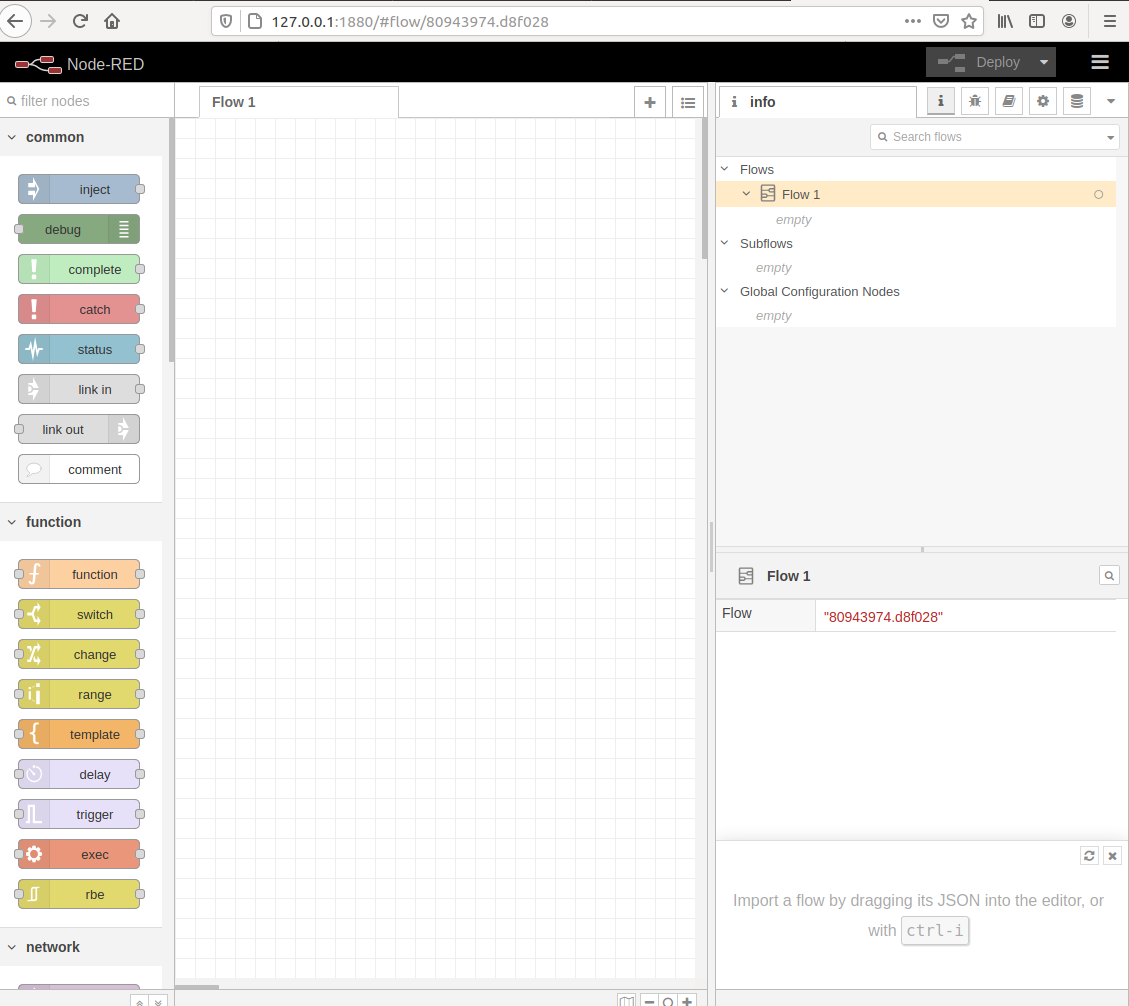 127.0.0.1:1880/#flow/80943974.d8f028
Node-RED
Deploy
filter nodes
Flow 1
info
common
Search flows
inject
debug
complete
catch
status
link in
link out
comment
function
function
switch
change
range
template
delay
trigger
exec
rbe
network
Flows
Flow 1
empty
Subflows
empty
Global Configuration Nodes
empty
Flow 1
Flow "80943974.d8f028"
Import a flow by dragging its JSON into the editor, or
with ctrl-i